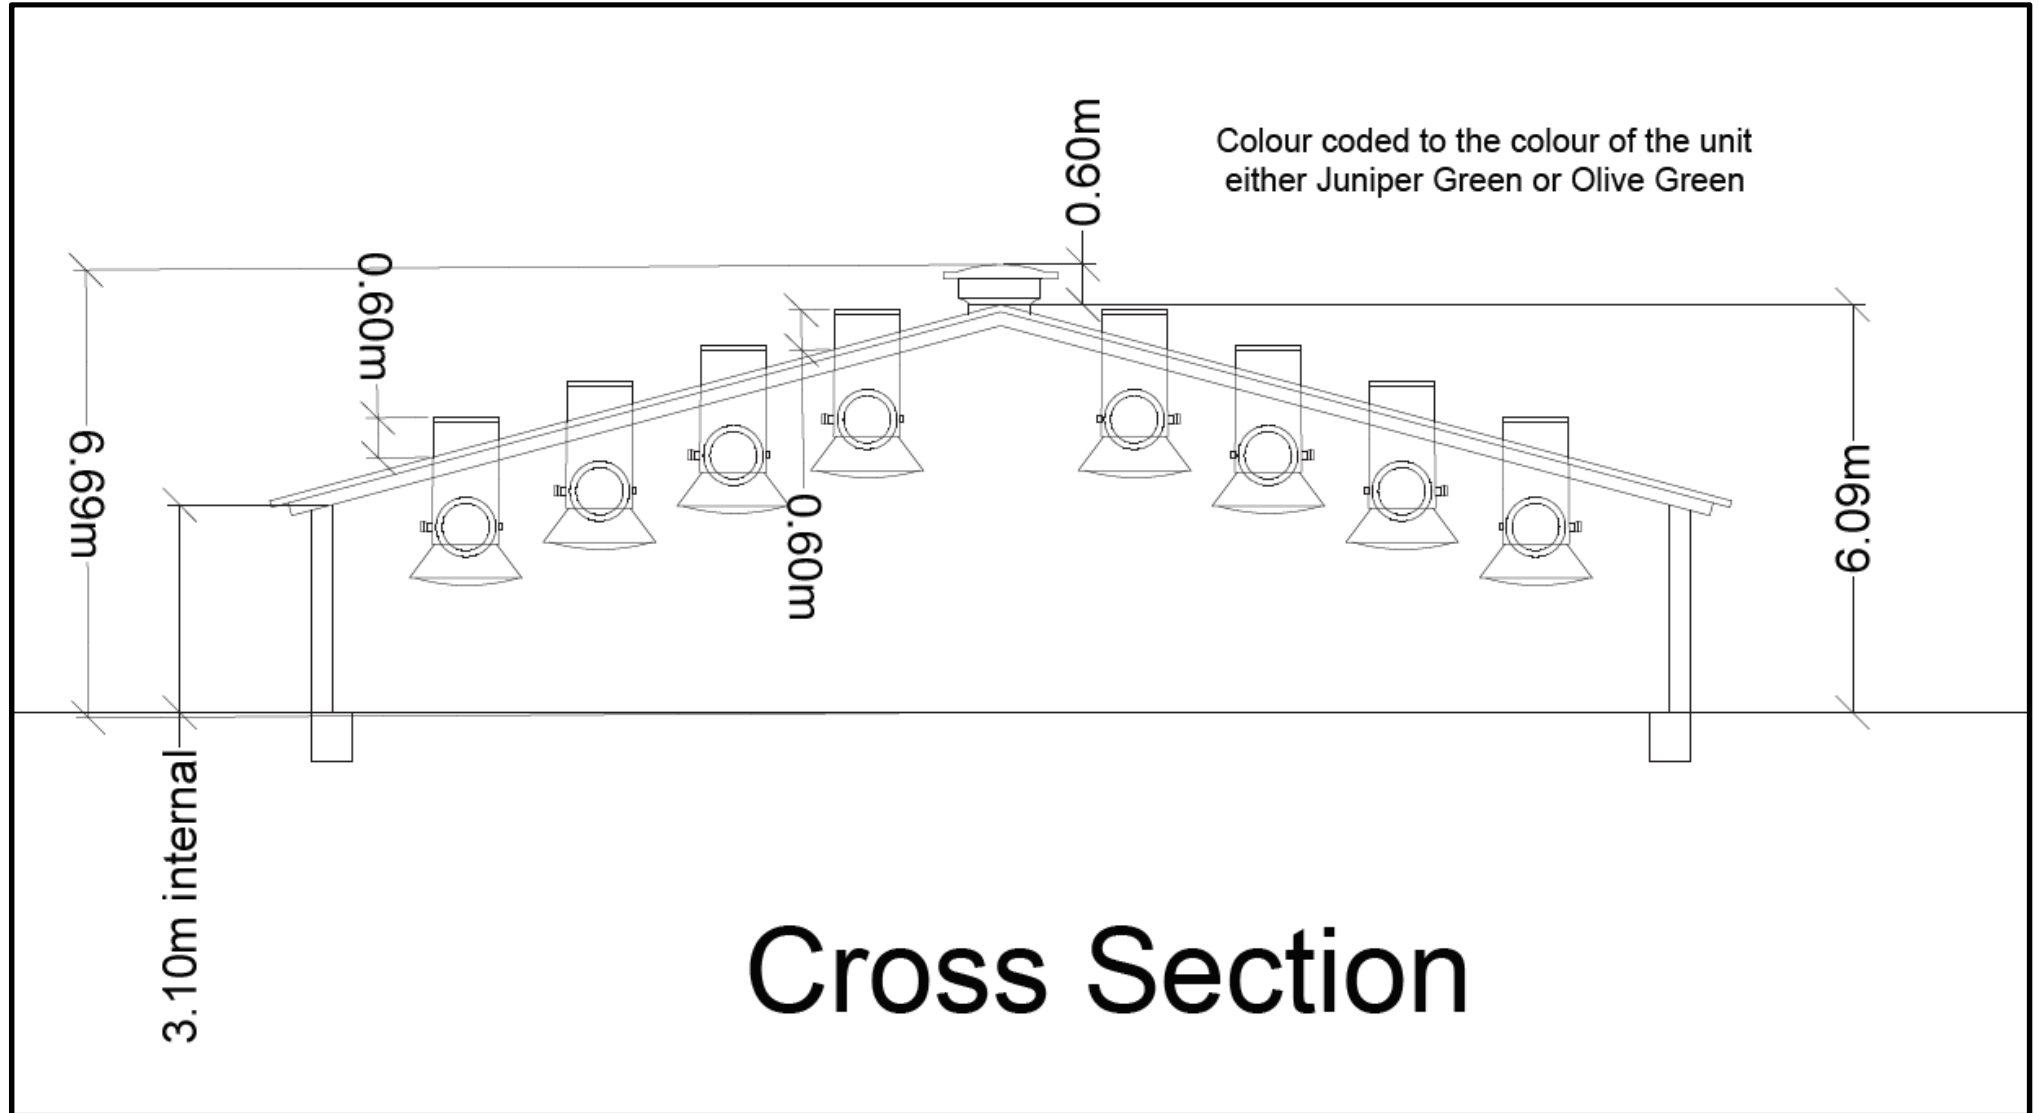 0.60m
Colour coded to the colour of the unit
either Juniper Green or Olive Green
0.60m
6.69m
6.09m
0.60m
3.10m internal
Cross Section